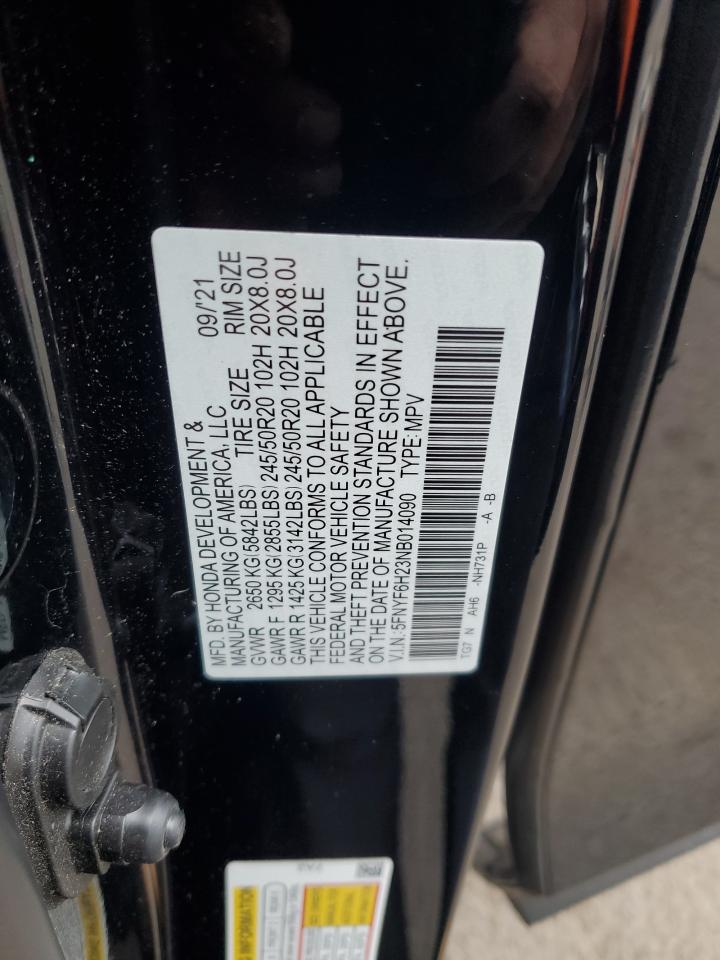 MFD. BY HONDA DEVELOPMENT &
MANUFACTURING OF AMERICA, LLC 09/'21
GVWR 2650 KG(5842LBS) TIRE SIZE RIM SIZE
GAWR F 1295 KG(2855LBS) 245/50R20 102H 20X8.0J
GAWR R 1425 KG(3142LBS) 245/50R20 102H 20X8.0J
THIS VEHICLE CONFORMS TO ALL APPLICABLE
FEDERAL MOTOR VEHICLE SAFETY
AND THEFT PREVENTION STANDARDS IN EFFECT
ON THE DATE OF MANUFACTURE SHOWN ABOVE.
V.I.N.:5FNYF6H23NB014090 TYPE:MPV
TG7 N AH6 -NH731P -A -B
INFORMATION